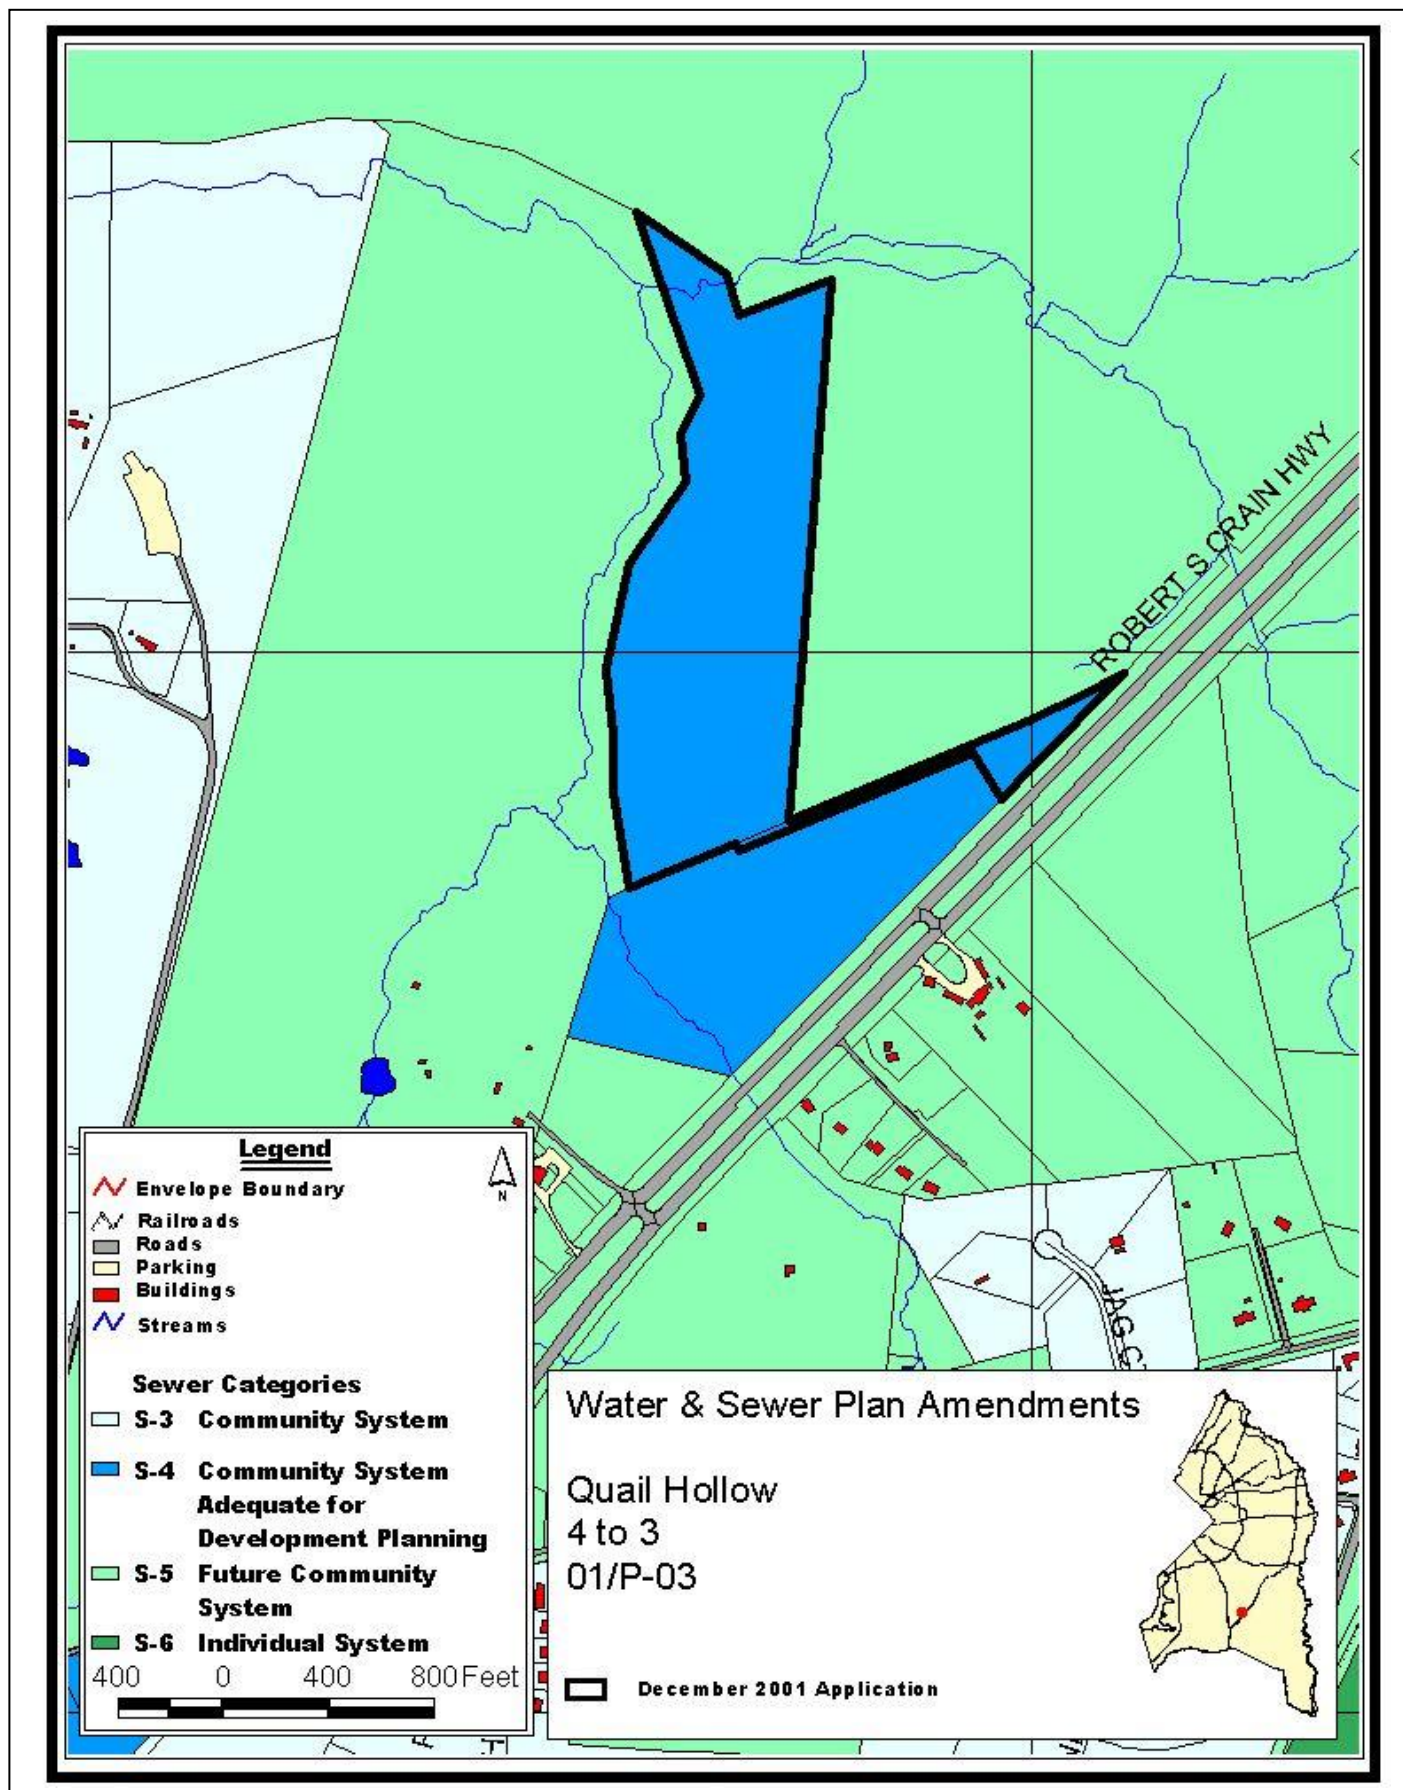 ROBERT S CRAIN HWY
Legend
N
Envelope Boundary
Railroads
Roads
Parking
Buildings
Streams
Sewer Categories
S-3 Community System
S-4 Community System
Adequate for
Development Planning
S-5 Future Community
System
S-6 Individual System
400 0 400 800 Feet
Water & Sewer Plan Amendments
Quail Hollow
4 to 3
01/P-03
December 2001 Application